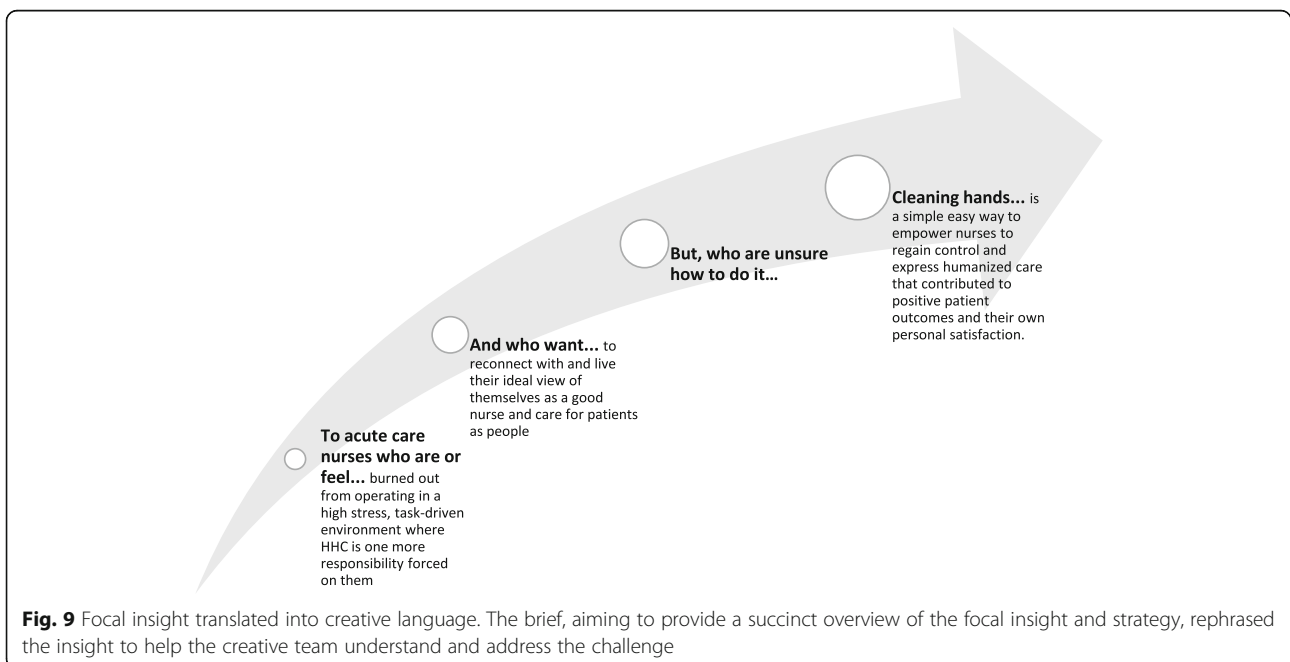 To acute care
nurses who are or
feel... burned out
from operating in a
high stress, task-driven
environment where
HHC is one more
responsibility forced
on them
And who want... to
reconnect with and live
their ideal view of
themselves as a good
nurse and care for patients
as people
But, who are unsure
how to do it...
Cleaning hands... is
a simple easy way to
empower nurses to
regain control and
express humanized care
that contributed to
positive patient
outcomes and their own
personal satisfaction.
Fig. 9 Focal insight translated into creative language. The brief, aiming to provide a succinct overview of the focal insight and strategy, rephrased
the insight to help the creative team understand and address the challenge